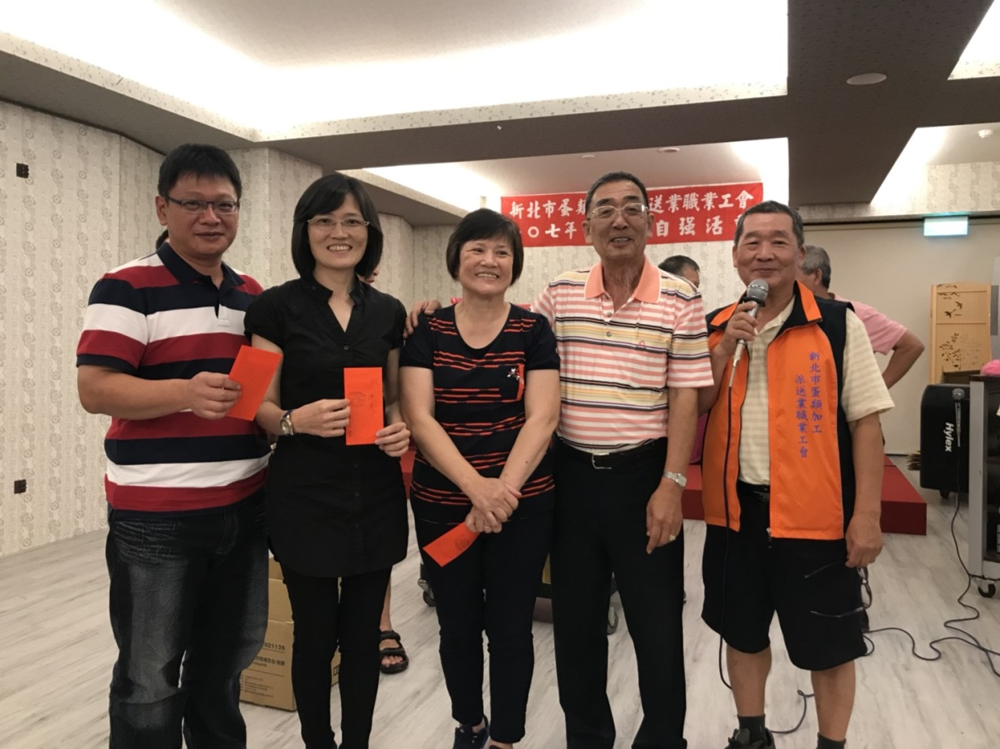 新北市蛋類 送業職業工會
〇七年 自强活
新北市蛋類加工
派送業職業工會
Hylex
021135